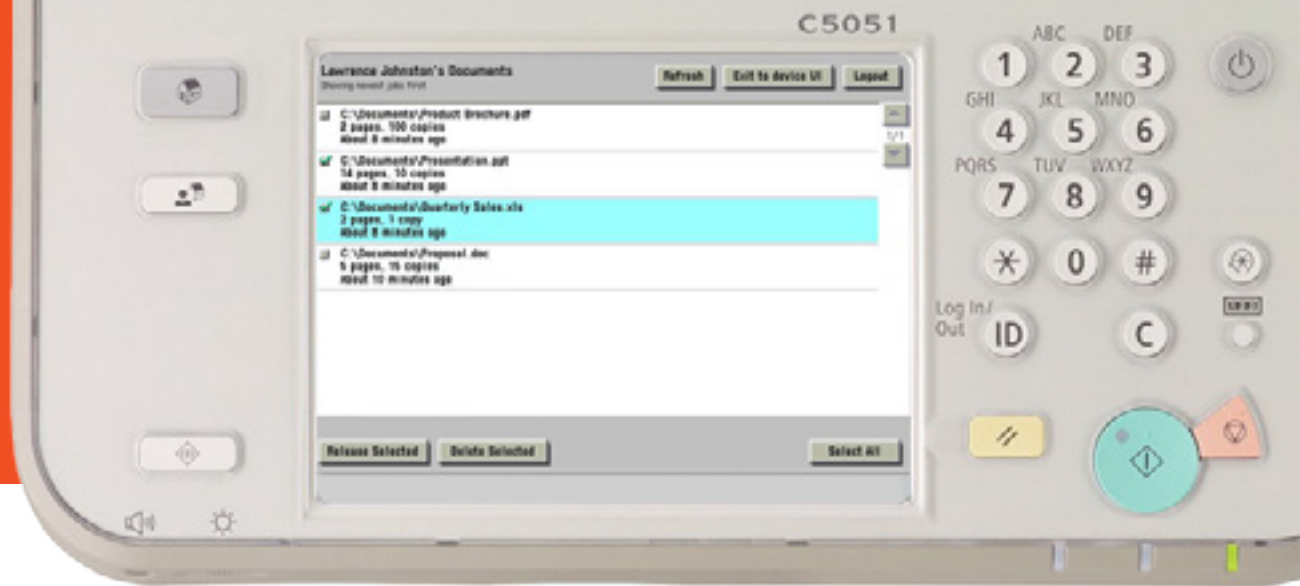 C5051
Lawrence Johnston's Documents
Showing newest jobs first
Refresh
Exit to device UI
Logout
C:\Documents\Product Brochure.pdf
2 pages, 100 copies
About 8 minutes ago
1/1
C:\Documents\Presentation.ppt
14 pages, 10 copies
About 8 minutes ago
C:\Documents\Quarterly Sales.xls
2 pages, 1 copy
About 8 minutes ago
C:\Documents\Proposal.doc
5 pages, 15 copies
About 10 minutes ago
Release Selected
Delete Selected
Select All
ABC DEF
1 2 3
GHI JKL MNO
4 5 6
PQRS TUV WXYZ
7 8 9
* 0 #
Log In/
Out
ID
C